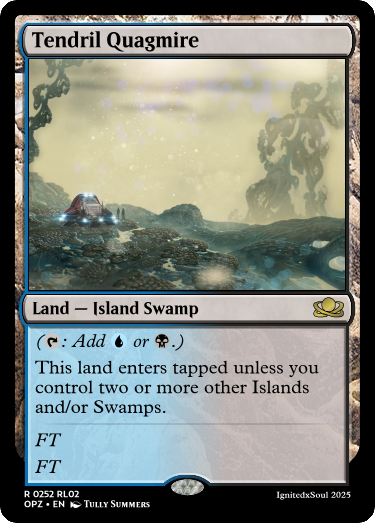 Tendril Quagmire
Land — Island Swamp
(: Add or .)
This land enters tapped unless you
control two or more other Islands
and/or Swamps.
FT
FT
R 0252 RL02
OPZ • EN Tully Summers
IgnitedxSoul 2025